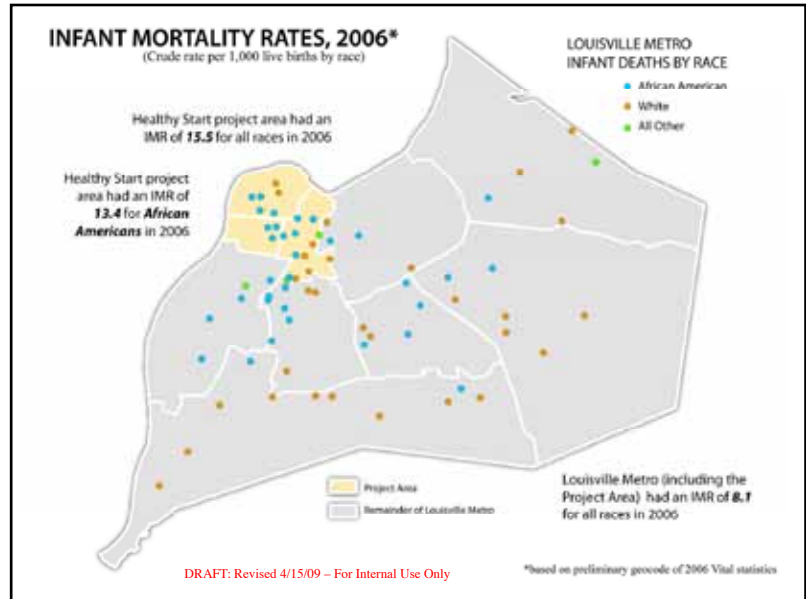 INFANT MORTALITY RATES, 2006*
(Crude rate per 1,000 live births by race)
LOUISVILLE METRO
INFANT DEATHS BY RACE
African American
White
All Other
Healthy Start project area had an
IMR of 15.5 for all races in 2006
Healthy Start project
area had an IMR of
13.4 for African
Americans in 2006
Project Area
Remainder of Louisville Metro
Louisville Metro (including the
Project Area) had an IMR of 8.1
for all races in 2006
DRAFT: Revised 4/15/09 – For Internal Use Only
*based on preliminary geocode of 2006 Vital statistics